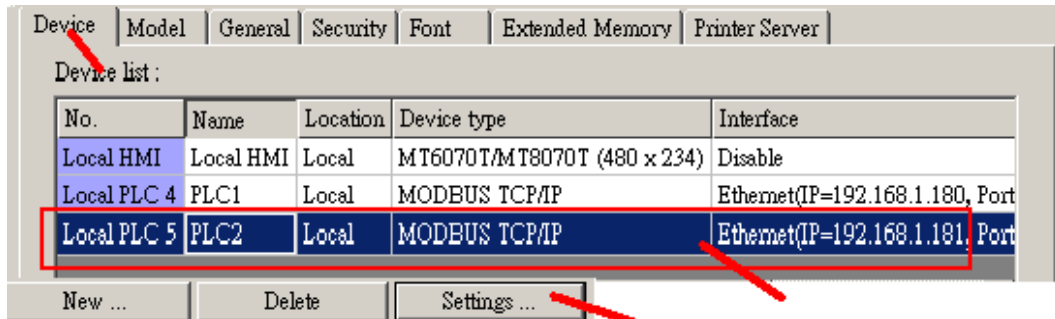 Device Model General Security Font Extended Memory Printer Server
Device list :
No. Name Location Device type Interface
Local HMI Local HMI Local MT6070T/MT8070T (480 x 234) Disable
Local PLC 4 PLC1 Local MODBUS TCP/IP Ethernet(IP=192.168.1.180, Port
Local PLC 5 PLC2 Local MODBUS TCP/IP Ethernet(IP=192.168.1.181, Port
New ... Delete Settings ...